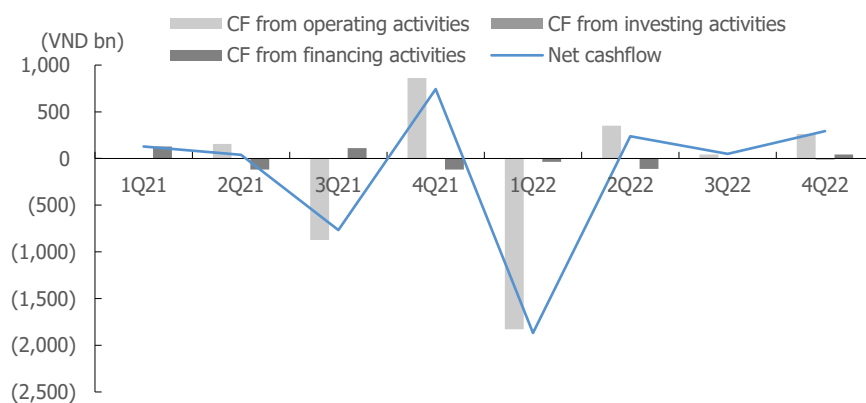 (VND bn)
CF from operating activities
CF from investing activities
CF from financing activities
Net cashflow
1,000
500
0
(500)
(1,000)
(1,500)
(2,000)
(2,500)
1Q21 2Q21 3Q21 4Q21 1Q22 2Q22 3Q22 4Q22